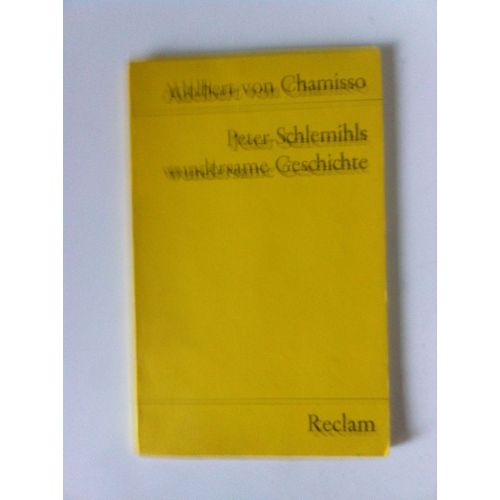 Adelbert von Chamisso
Peter Schlemihls
wundersame Geschichte
Reclam